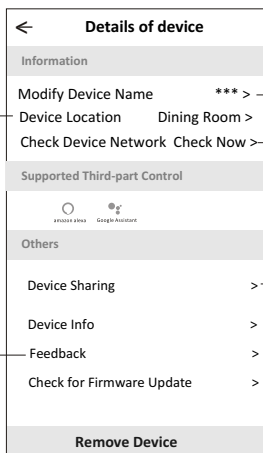 ← Details of device
Information
Modify Device Name *** >
Device Location Dining Room >
Check Device Network Check Now >
Supported Third-part Control
amazon alexa Google Assistant
Others
Device Sharing >
Device Info >
Feedback >
Check for Firmware Update >
Remove Device